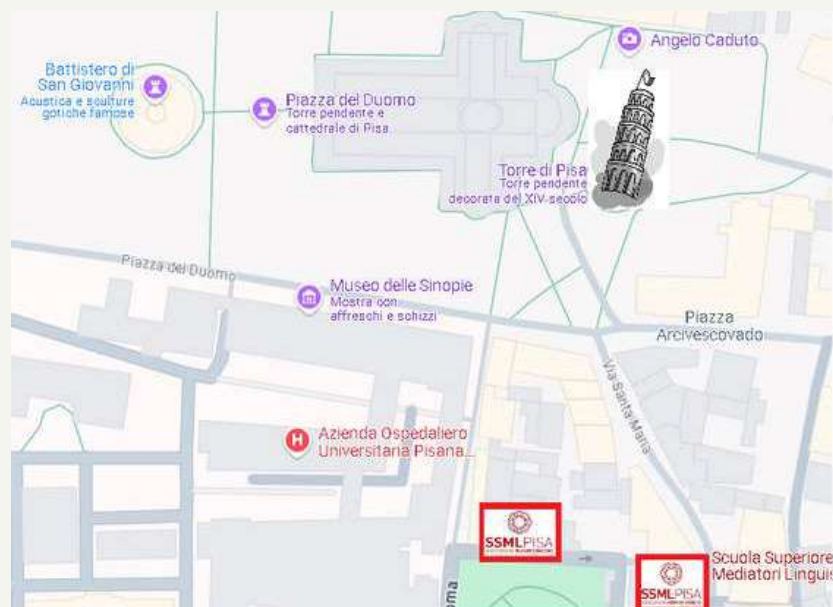 Angelo Caduto
Battistero di
San Giovanni
Acustica e sculture
gotiche famose
Piazza del Duomo
Torre pendente e
cattedrale di Pisa
Torre di Pisa
Torre pendente
decorata del XIV secolo
Piazza del Duomo
Museo delle Sinopie
Mostra con
affreschi e schizzi
Piazza
Arcivescovado
Via Santa Maria
H
Azienda Ospedaliero
Universitaria Pisana...
SSMLPISA
oma
SSMLPISA
Scuola Superiore
Mediatori Linguis